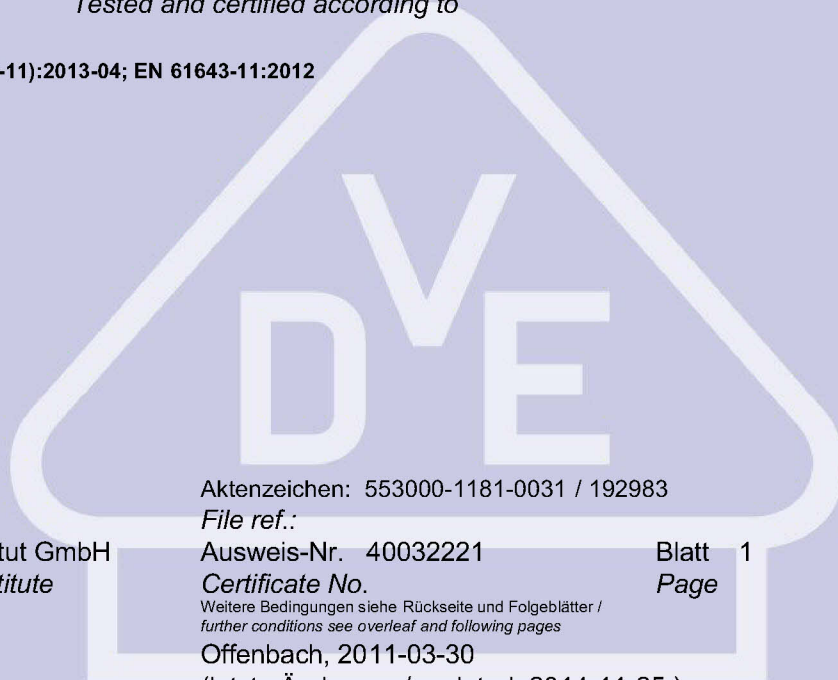 Tested and certified according to
-11):2013-04; EN 61643-11:2012
VDE
Aktenzeichen: 553000-1181-0031 / 192983
File ref.:
tut GmbH Ausweis-Nr. 40032221 Blatt 1
titute Certificate No. Page
Weitere Bedingungen siehe Rückseite und Folgeblätter /
further conditions see overleaf and following pages
Offenbach, 2011-03-30